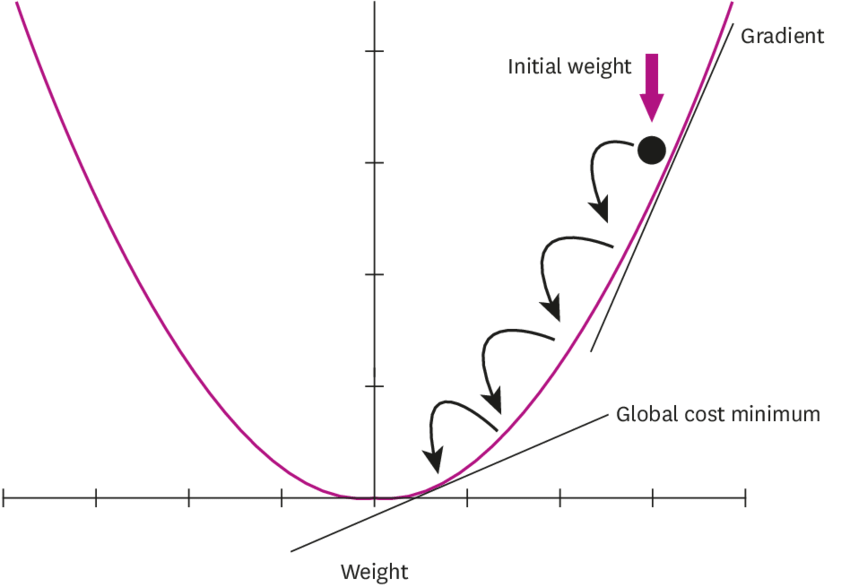 Gradient
Initial weight
Global cost minimum
Weight